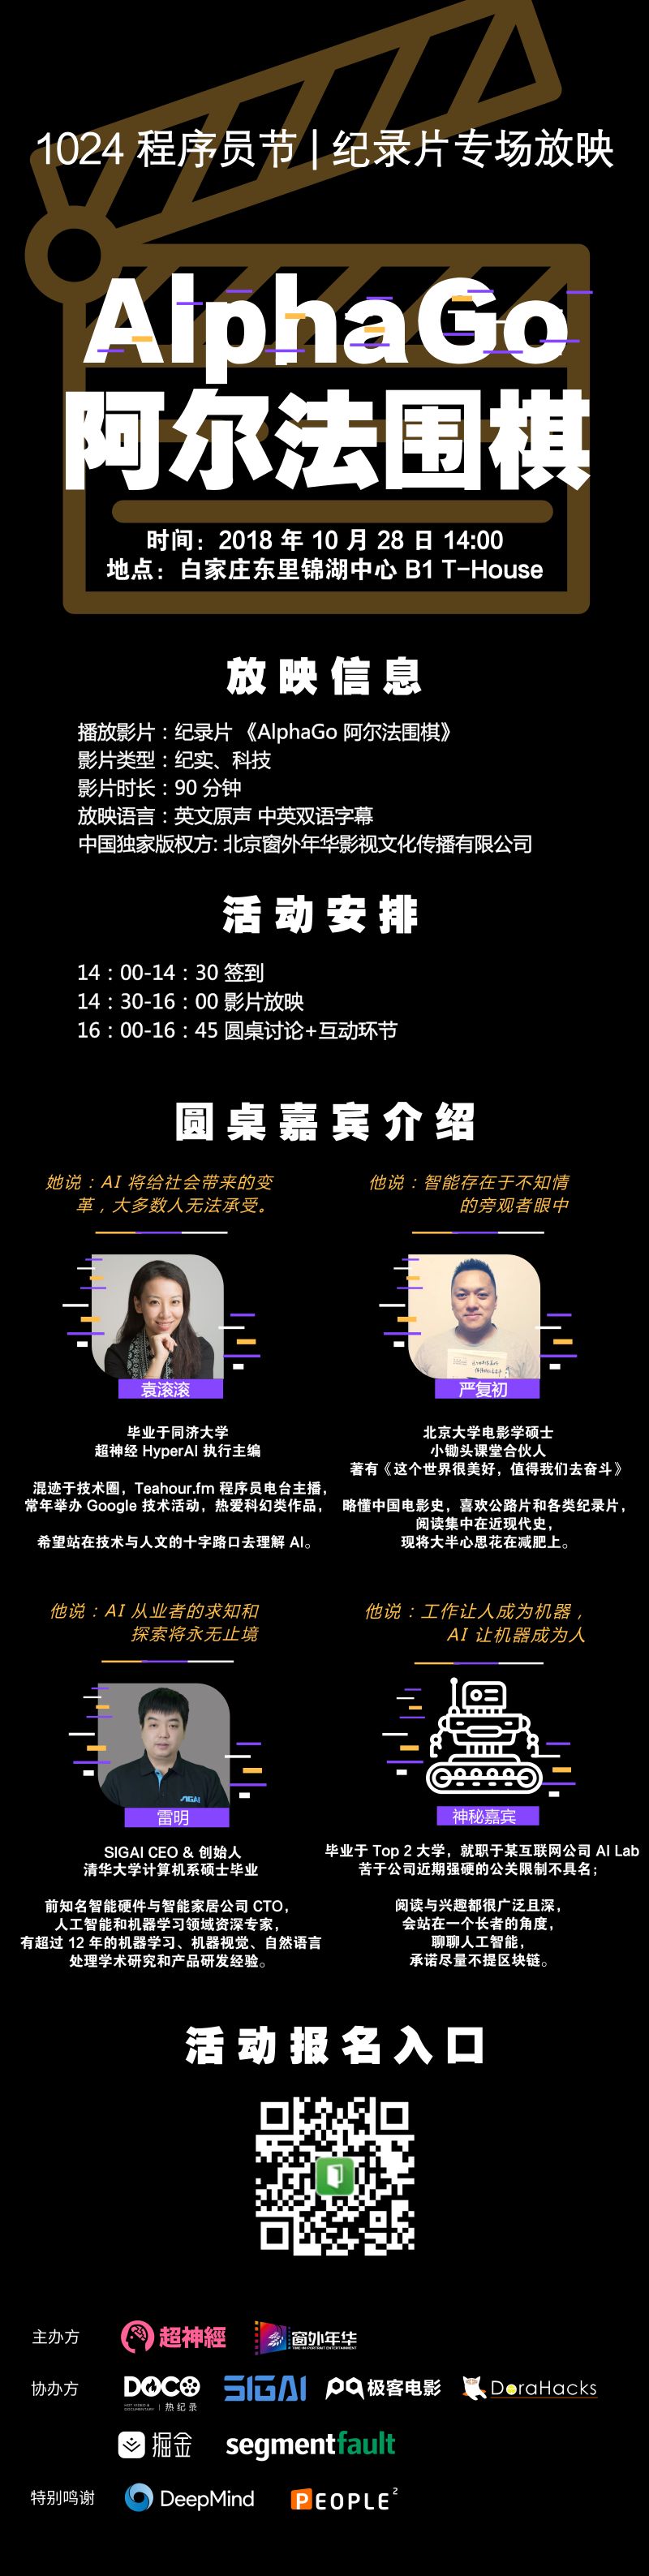 1024 程序员节 | 纪录片专场放映
AlphaGo
阿尔法围棋
时间：2018 年 10 月 28 日 14:00
地点：白家庄东里锦湖中心 B1 T-House
放映信息
播放影片：纪录片 《AlphaGo 阿尔法围棋》
影片类型：纪实、科技
影片时长：90 分钟
放映语言：英文原声 中英双语字幕
中国独家版权方: 北京窗外年华影视文化传播有限公司
活动安排
14：00-14：30 签到
14：30-16：00 影片放映
16：00-16：45 圆桌讨论+互动环节
圆桌嘉宾介绍
她说：AI 将给社会带来的变
革，大多数人无法承受。
袁滚滚
毕业于同济大学
超神经 HyperAI 执行主编
混迹于技术圈，Teahour.fm 程序员电台主播，
常年举办 Google 技术活动，热爱科幻类作品，
希望站在技术与人文的十字路口去理解 AI。
他说：智能存在于不知情
的旁观者眼中
严复初
北京大学电影学硕士
小锄头课堂合伙人
著有《这个世界很美好，值得我们去奋斗》
略懂中国电影史，喜欢公路片和各类纪录片，
阅读集中在近现代史，
现将大半心思花在减肥上。
他说：AI 从业者的求知和
探索将永无止境
SIGAI
雷明
SIGAI CEO & 创始人
清华大学计算机系硕士毕业
前知名智能硬件与智能家居公司 CTO，
人工智能和机器学习领域资深专家，
有超过 12 年的机器学习、机器视觉、自然语言
处理学术研究和产品研发经验。
他说：工作让人成为机器，
AI 让机器成为人
神秘嘉宾
毕业于 Top 2 大学，就职于某互联网公司 AI Lab
苦于公司近期强硬的公关限制不具名；
阅读与兴趣都很广泛且深，
会站在一个长者的角度，
聊聊人工智能，
承诺尽量不提区块链。
活动报名入口
主办方
超神經
窗外年华
协办方
DOCO
热纪录
SIGAI
极客电影
DoraHacks
掘金
segmentfault
特别鸣谢
DeepMind
PEOPLE²